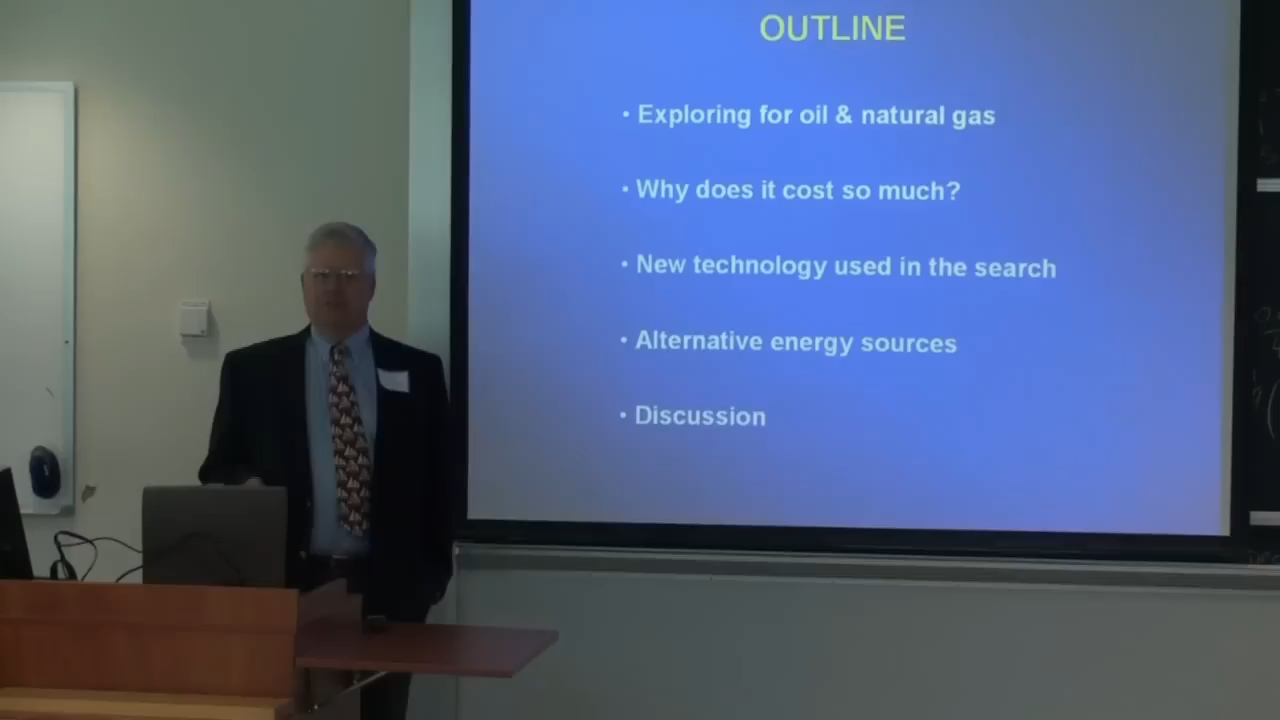 OUTLINE
• Exploring for oil & natural gas
• Why does it cost so much?
• New technology used in the search
• Alternative energy sources
• Discussion